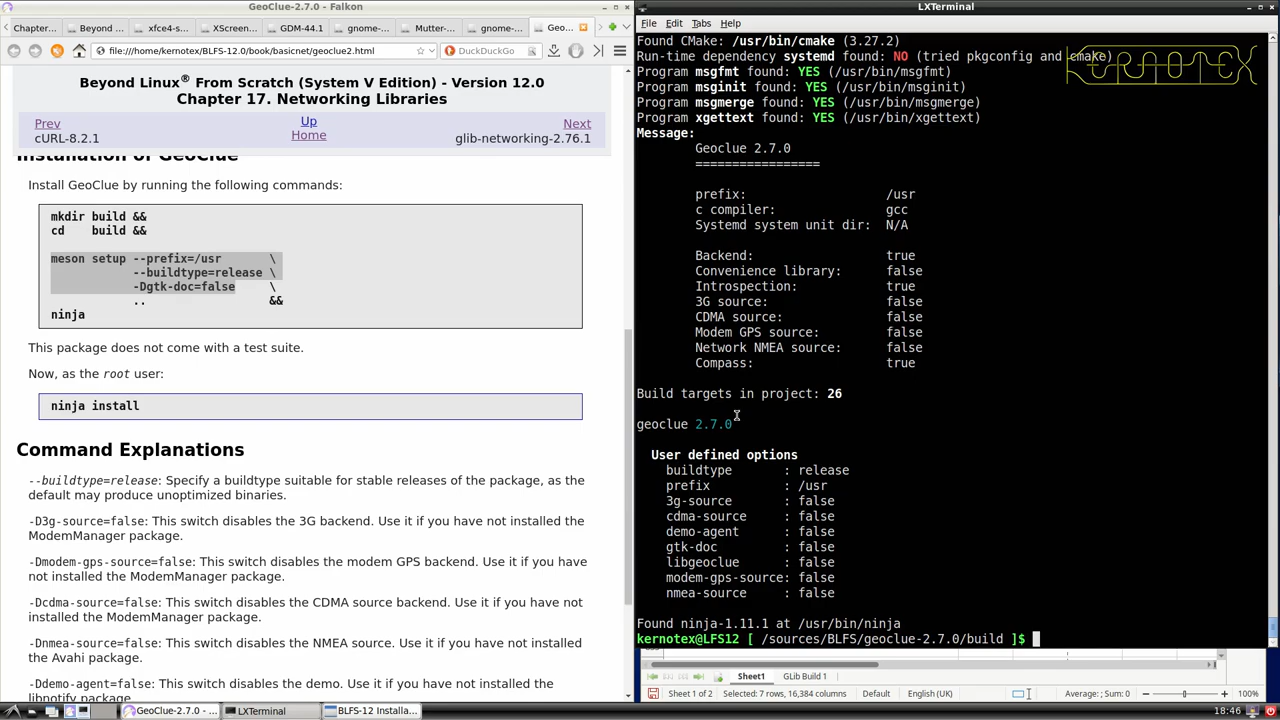 GeoClue-2.7.0 - Falkon
Chapter...
Beyond ...
xfce4-s...
GDM-44.1
gnome-...
Mutter-...
gnome-...
Geo...
file:///home/kernotex/BLFS-12.0/book/basicnet/geoclue2.html
DuckDuckGo
Beyond Linux® From Scratch (System V Edition) - Version 12.0
Chapter 17. Networking Libraries
Prev
Up
Next
cURL-8.2.1
Home
glib-networking-2.76.1
Installation of GeoClue
Install GeoClue by running the following commands:
mkdir build &&
cd    build &&
meson setup --prefix=/usr       \
--buildtype=release \
-Dgtk-doc=false     \
..                  &&
ninja
This package does not come with a test suite.
Now, as the root user:
ninja install
Command Explanations
--buildtype=release: Specify a buildtype suitable for stable releases of the package, as the
default may produce unoptimized binaries.
-D3g-source=false: This switch disables the 3G backend. Use it if you have not installed the
ModemManager package.
-Dmodem-gps-source=false: This switch disables the modem GPS backend. Use it if you have
not installed the ModemManager package.
-Dcdma-source=false: This switch disables the CDMA source backend. Use it if you have not
installed the ModemManager package.
-Dnmea-source=false: This switch disables the NMEA source. Use it if you have not installed
the Avahi package.
-Ddemo-agent=false: This switch disables the demo. Use it if you have not installed the
libnotify package.
LXTerminal
File Edit Tabs Help
Found CMake: /usr/bin/cmake (3.27.2)
Run-time dependency systemd found: NO (tried pkgconfig and cmake)
Program msgfmt found: YES (/usr/bin/msgfmt)
Program msginit found: YES (/usr/bin/msginit)
Program msgmerge found: YES (/usr/bin/msgmerge)
Program xgettext found: YES (/usr/bin/xgettext)
Message:
Geoclue 2.7.0
=================
prefix: /usr
c compiler: gcc
Systemd system unit dir: N/A
Backend: true
Convenience library: false
Introspection: true
3G source: false
CDMA source: false
Modem GPS source: false
Network NMEA source: false
Compass: true
Build targets in project: 26
geoclue 2.7.0
User defined options
buildtype : release
prefix : /usr
3g-source : false
cdma-source : false
demo-agent : false
gtk-doc : false
libgeoclue : false
modem-gps-source: false
nmea-source : false
Found ninja-1.11.1 at /usr/bin/ninja
kernotex@LFS12 [ /sources/BLFS/geoclue-2.7.0/build ]$
KERNOTEX
Sheet1
GLib Build 1
Sheet 1 of 2
Selected: 7 rows, 16,384 columns
Default
English (UK)
Average: ; Sum: 0
100%
GeoClue-2.7.0 - ...
LXTerminal
BLFS-12 Installa...
18:46